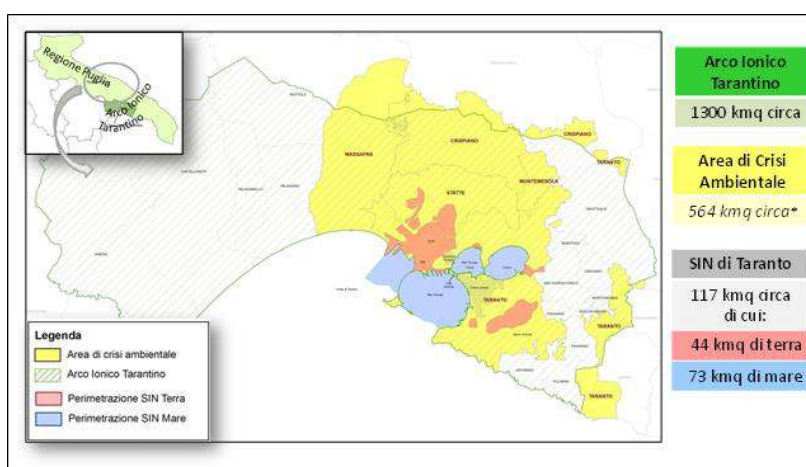 Regione Puglia
Arco Ionico
Tarantino
MASSAFRA
CRISPIANO
CRISPIANO
TARANTO
MONTEMESOLA
STATTE
TARANTO
TARANTO
TARANTO
Legenda
Area di crisi ambientale
Arco Ionico Tarantino
Perimetrazione SIN Terra
Perimetrazione SIN Mare
Arco Ionico
Tarantino
1300 kmq circa
Area di Crisi
Ambientale
564 kmq circa*
SIN di Taranto
117 kmq circa
di cui:
44 kmq di terra
73 kmq di mare